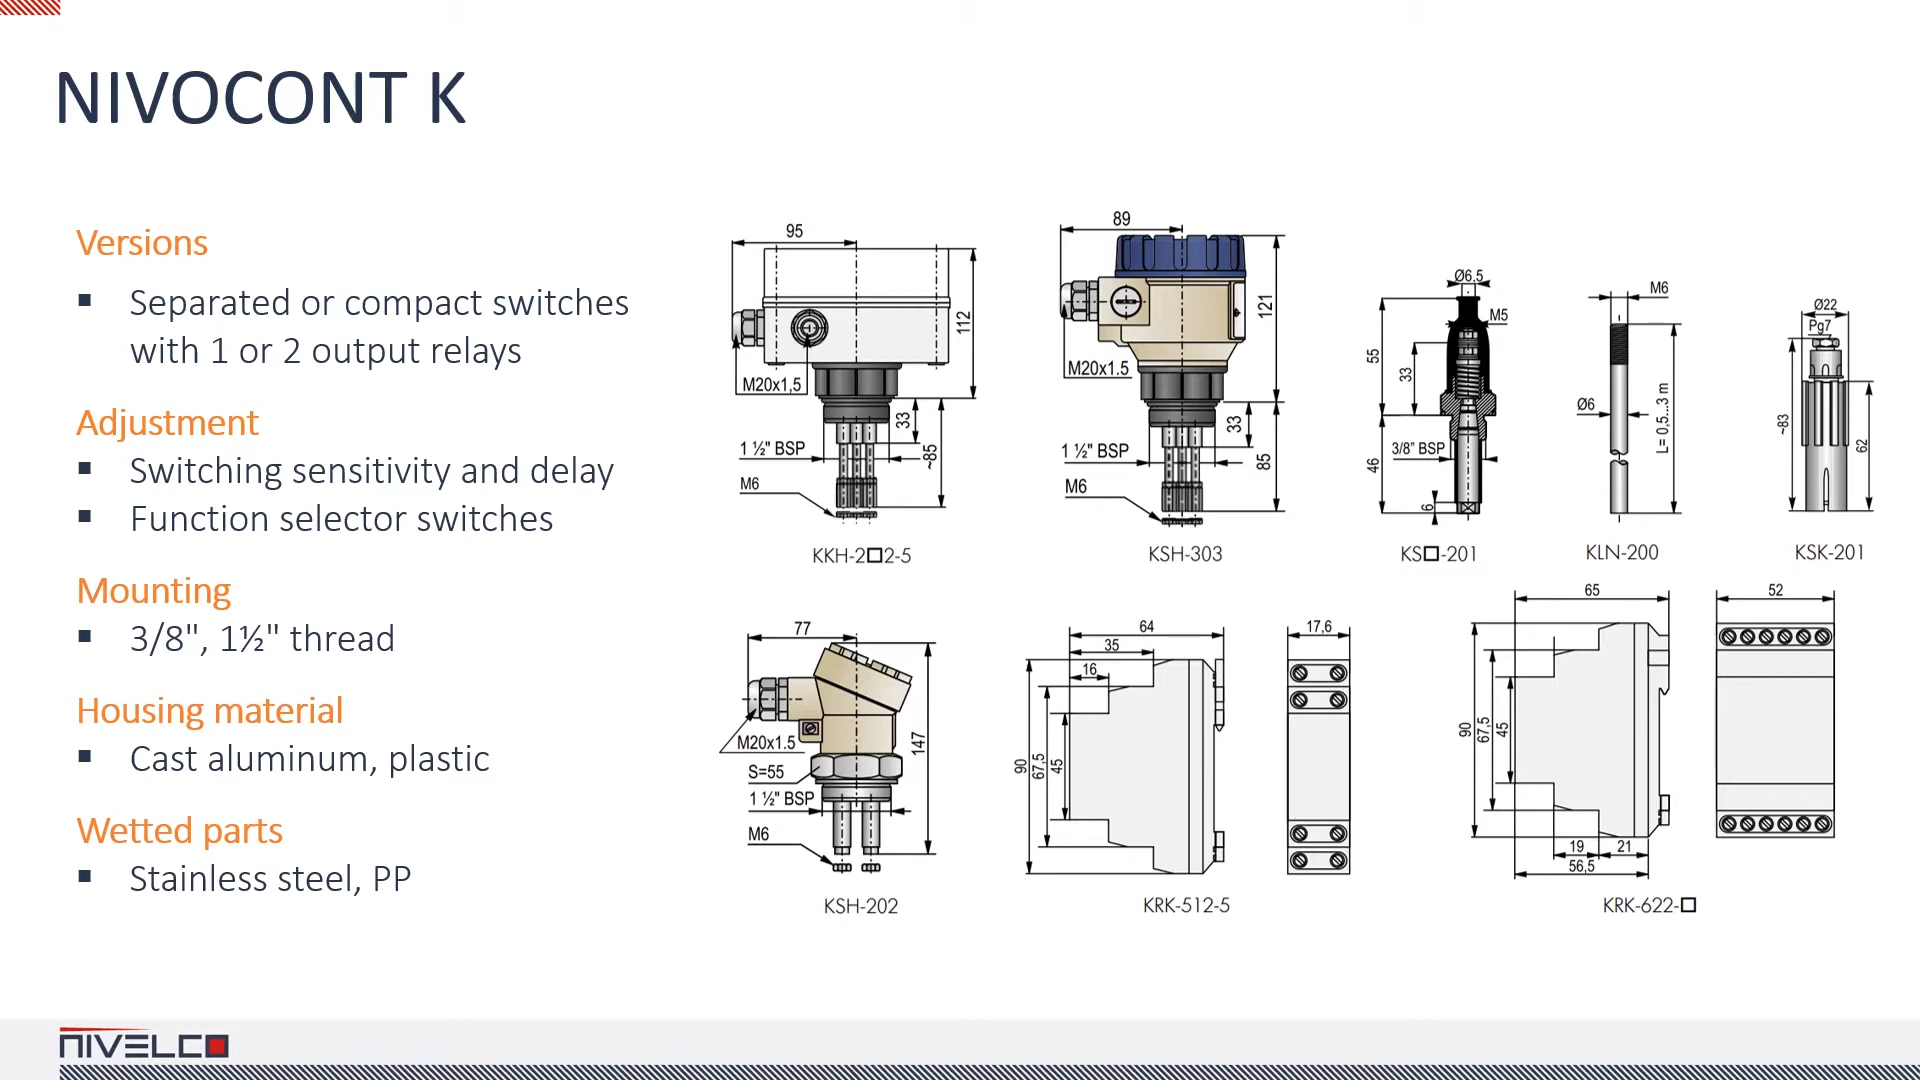 NIVOCONT K
Versions
▪ Separated or compact switches
with 1 or 2 output relays
Adjustment
▪ Switching sensitivity and delay
▪ Function selector switches
Mounting
▪ 3/8", 1½" thread
Housing material
▪ Cast aluminum, plastic
Wetted parts
▪ Stainless steel, PP
95
112
M20x1,5
33
1 ½" BSP
~85
M6
KKH-2□2-5
89
121
M20x1.5
33
1 ½" BSP
85
M6
KSH-303
Ø6.5
M5
55
33
3/8” BSP
46
6
KS□-201
M6
Ø6
L= 0,5...3 m
KLN-200
Ø22
Pg7
~83
62
KSK-201
77
M20x1.5
147
S=55
1 ½" BSP
M6
KSH-202
64
35
16
90
67,5
45
17,6
KRK-512-5
65
52
90
67,5
45
19
21
56,5
KRK-622-□
NIVELCO